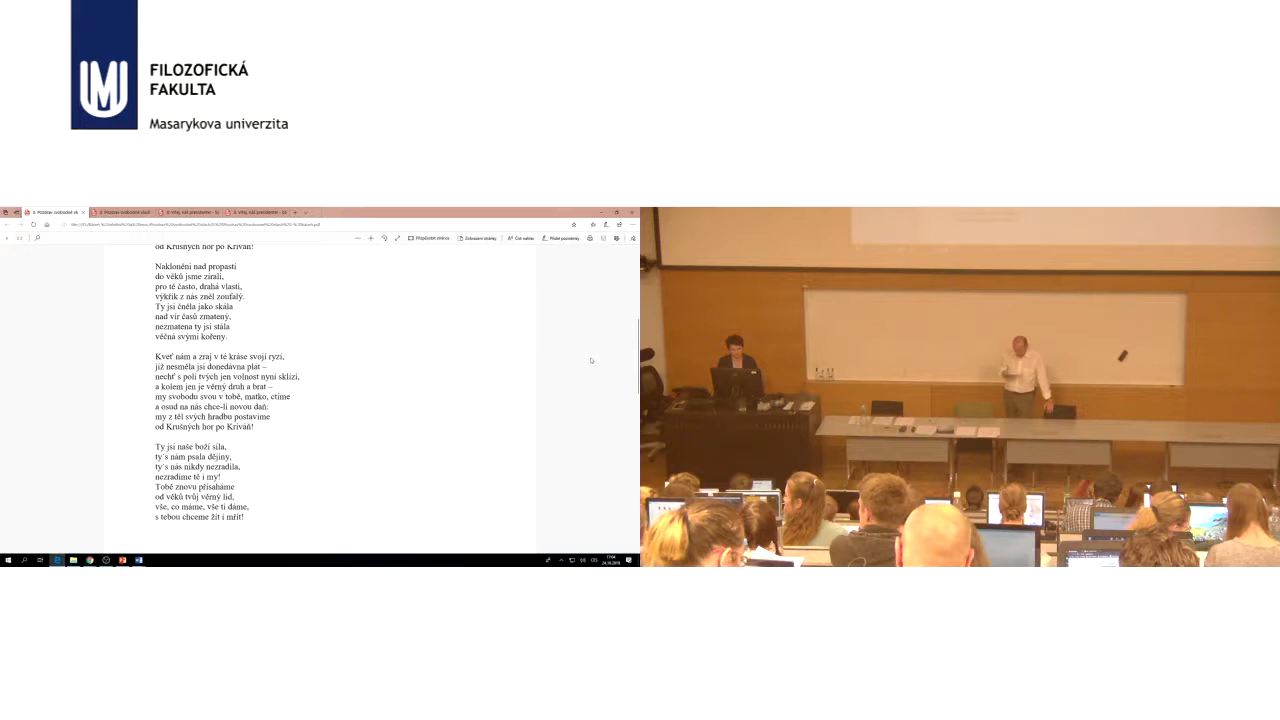 FILOZOFICKÁ
FAKULTA
Masarykova univerzita
od Krušných hor po Kriváň!
Nakloněni nad propastí
do věků jsme zírali,
pro tě často, drahá vlasti,
výkřik z nás zněl zoufalý.
Ty jsi čněla jako skála
nad vír časů zmatený,
nezmatena ty jsi stála
věčná svými kořeny.
Kveť nám a zraj v té kráse svojí ryzí,
již nesměla jsi donedávna plát –
nechť s polí tvých jen volnost nyní sklízí,
a kolem jen je věrný druh a brat –
my svobodu svou v tobě, matko, ctíme
a osud na nás chce-li novou daň:
my z těl svých hradbu postavíme
od Krušných hor po Kriváň!
Ty jsi naše boží síla,
ty´s nám psala dějiny,
ty´s nás nikdy nezradila,
nezradíme tě i my!
Tobě znovu přísaháme
od věků tvůj věrný lid,
vše, co máme, vše ti dáme,
s tebou chceme žít i mřít!
17:04
24.10.2018